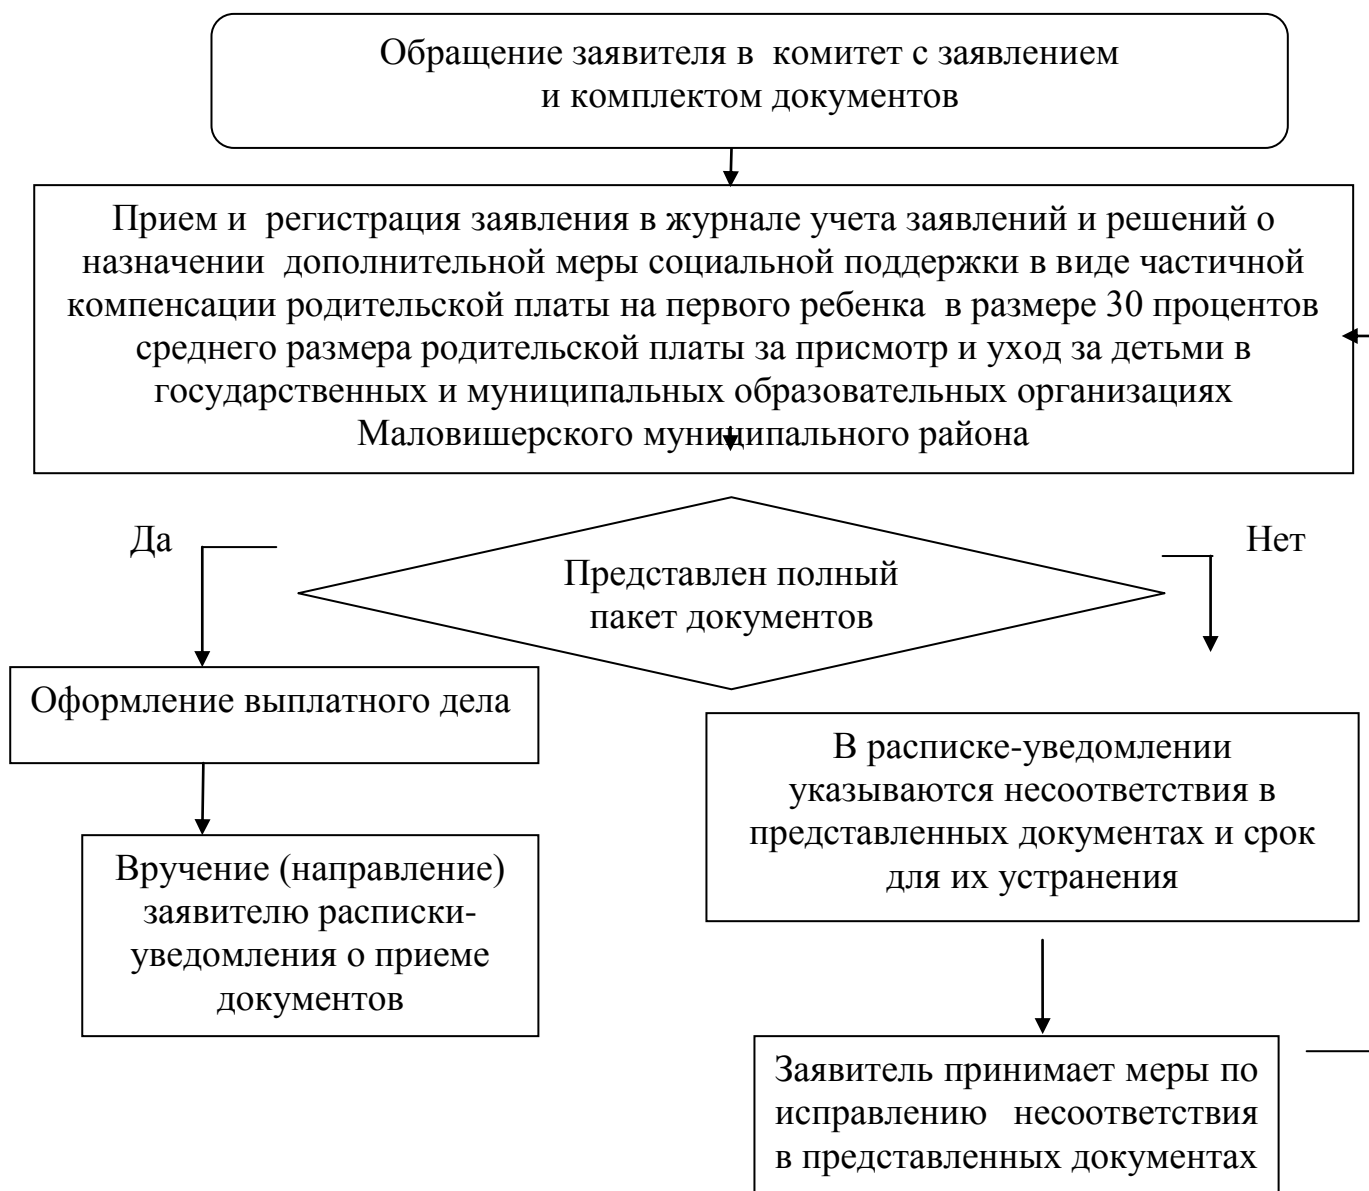 Обращение заявителя в комитет с заявлением
и комплектом документов
Прием и регистрация заявления в журнале учета заявлений и решений о
назначении дополнительной меры социальной поддержки в виде частичной
компенсации родительской платы на первого ребенка в размере 30 процентов
среднего размера родительской платы за присмотр и уход за детьми в
государственных и муниципальных образовательных организациях
Маловишерского муниципального района
Да
Нет
Представлен полный
пакет документов
Оформление выплатного дела
Вручение (направление)
заявителю расписки-
уведомления о приеме
документов
В расписке-уведомлении
указываются несоответствия в
представленных документах и срок
для их устранения
Заявитель принимает меры по
исправлению несоответствия
в представленных документах